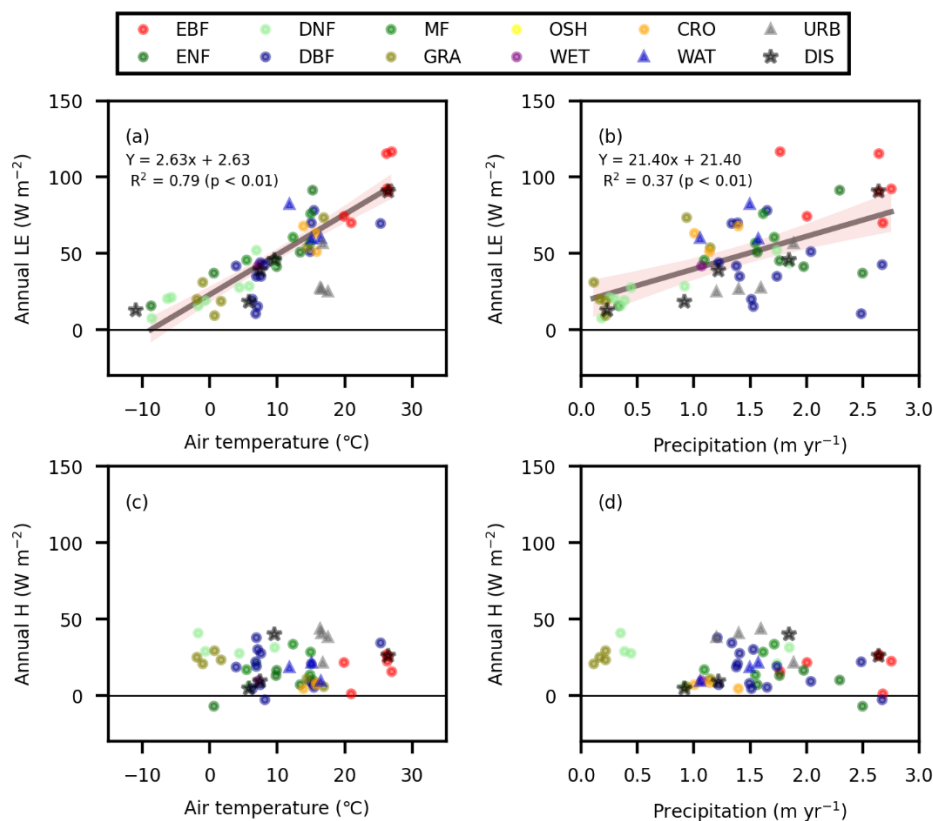 EBF DNF MF OSH CRO URB
ENF DBF GRA WET WAT DIS
150
100
50
0
Annual LE (W m⁻²)
(a)
Y = 2.63x + 2.63
R² = 0.79 (p < 0.01)
−10 0 10 20 30
Air temperature (℃)
150
100
50
0
Annual LE (W m⁻²)
(b)
Y = 21.40x + 21.40
R² = 0.37 (p < 0.01)
0.0 0.5 1.0 1.5 2.0 2.5 3.0
Precipitation (m yr⁻¹)
150
100
50
0
Annual H (W m⁻²)
(c)
−10 0 10 20 30
Air temperature (℃)
150
100
50
0
Annual H (W m⁻²)
(d)
0.0 0.5 1.0 1.5 2.0 2.5 3.0
Precipitation (m yr⁻¹)